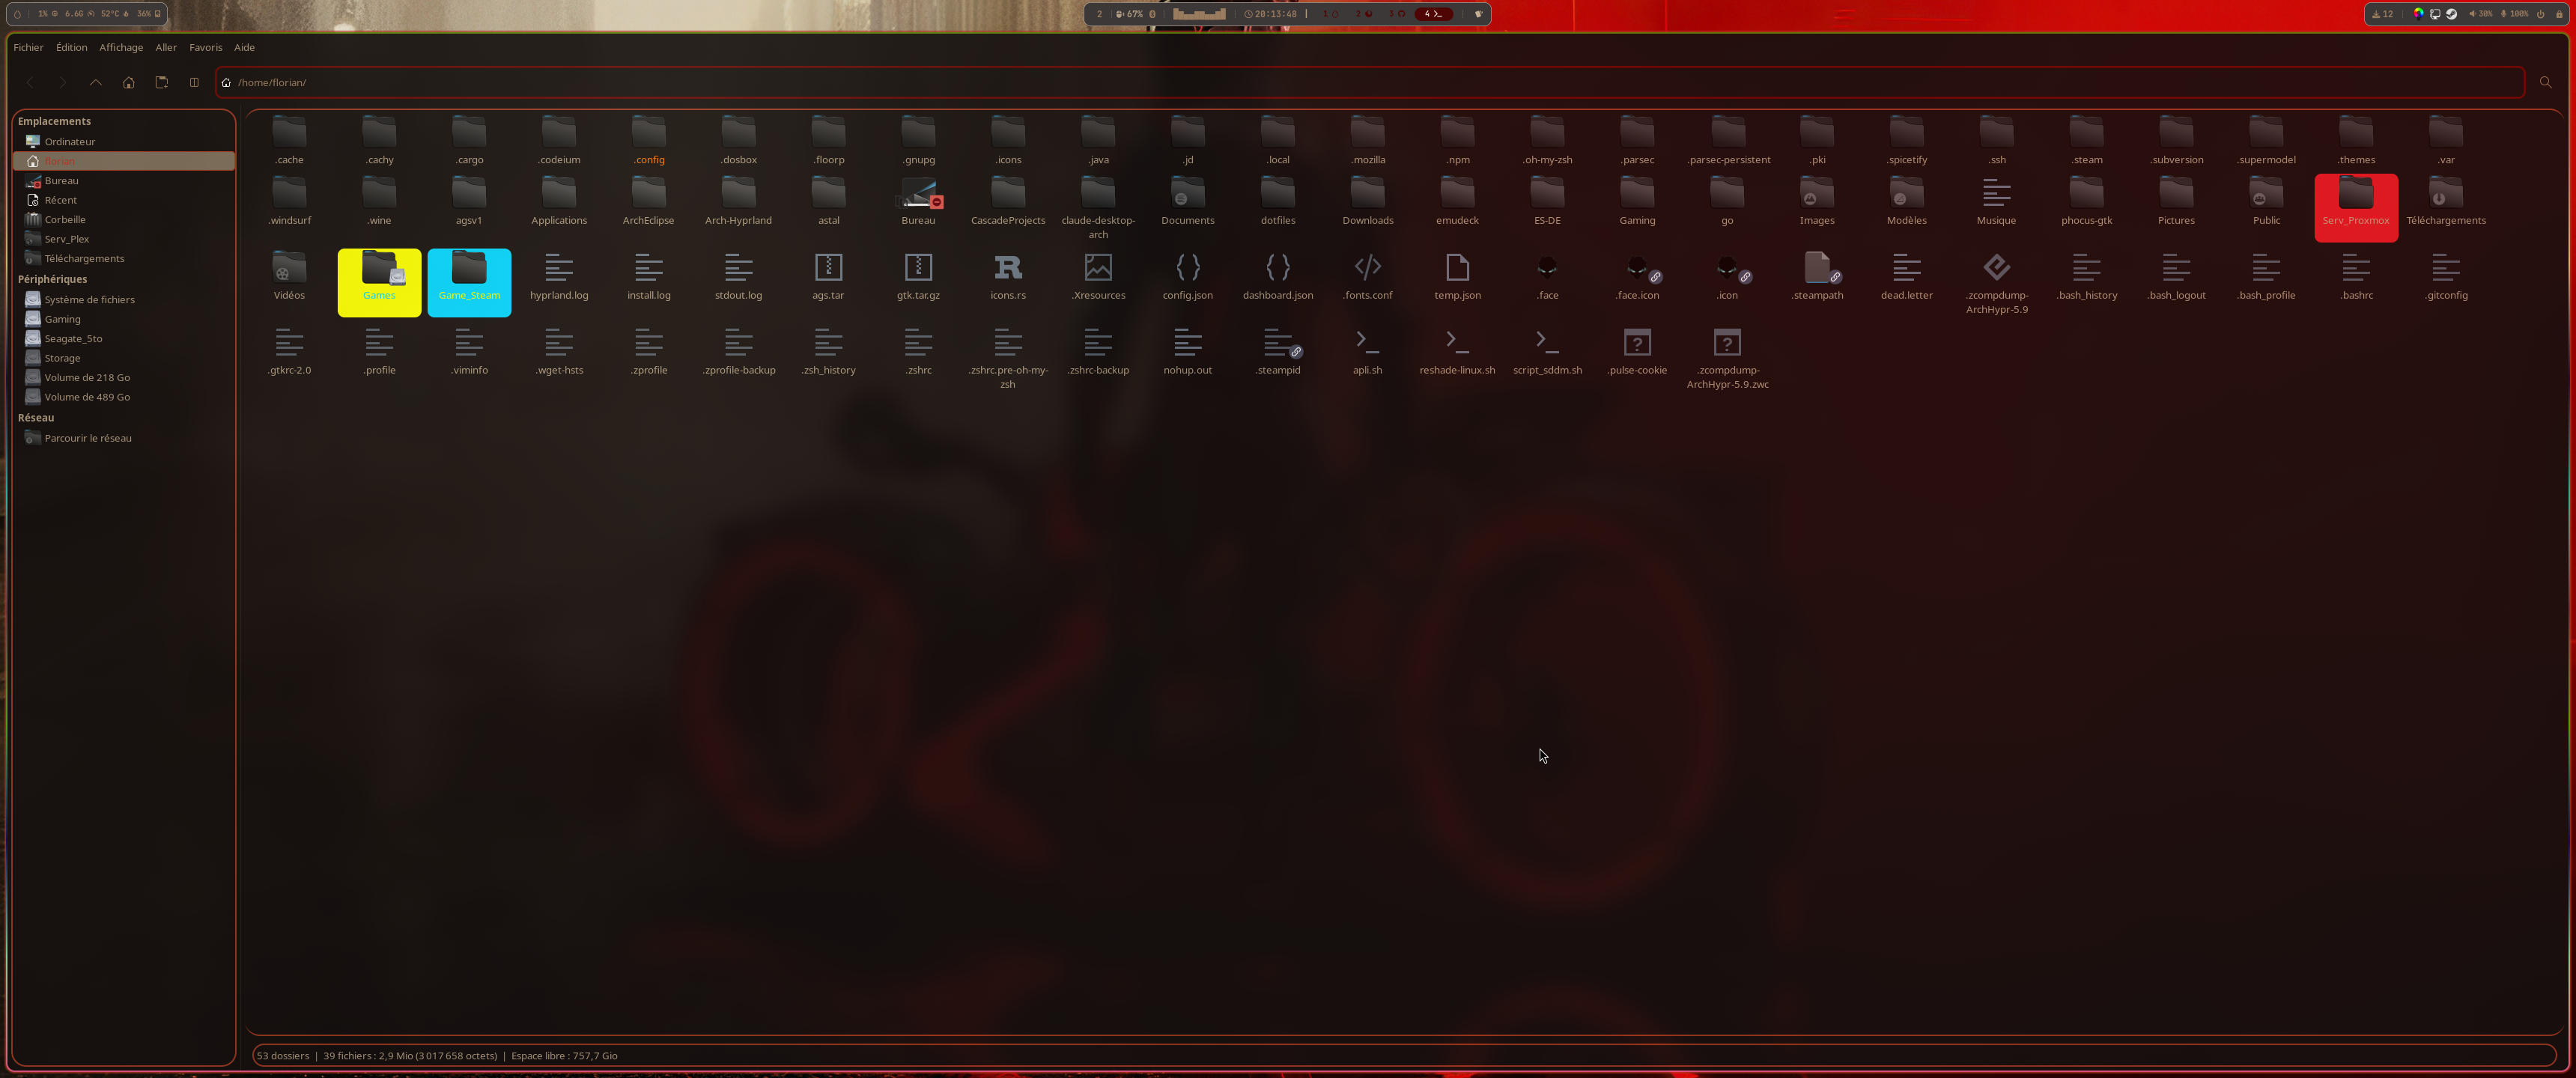 1% 6.6G 52°C 36%
2 67% 20:13:48 1 2 3 4
12 30% 100%
Fichier Édition Affichage Aller Favoris Aide
/home/florian/
Emplacements
Ordinateur
florian
Bureau
Récent
Corbeille
Serv_Plex
Téléchargements
Périphériques
Système de fichiers
Gaming
Seagate_5to
Storage
Volume de 218 Go
Volume de 489 Go
Réseau
Parcourir le réseau
.cache .cachy .cargo .codeium .config .dosbox .floorp .gnupg .icons .java .jd .local .mozilla .npm .oh-my-zsh .parsec .parsec-persistent .pki .spicetify .ssh .steam .subversion .supermodel .themes .var
.windsurf .wine agsv1 Applications ArchEclipse Arch-Hyprland astal Bureau CascadeProjects claude-desktop- Documents dotfiles Downloads emudeck ES-DE Gaming go Images Modèles Musique phocus-gtk Pictures Public Serv_Proxmox Téléchargements
arch
Vidéos Games Game_Steam hyprland.log install.log stdout.log ags.tar gtk.tar.gz icons.rs .Xresources config.json dashboard.json .fonts.conf temp.json .face .face.icon .icon .steampath dead.letter .zcompdump- .bash_history .bash_logout .bash_profile .bashrc .gitconfig
ArchHypr-5.9
.gtkrc-2.0 .profile .viminfo .wget-hsts .zprofile .zprofile-backup .zsh_history .zshrc .zshrc.pre-oh-my- .zshrc-backup nohup.out .steampid apli.sh reshade-linux.sh script_sddm.sh .pulse-cookie .zcompdump-
zsh ArchHypr-5.9.zwc
53 dossiers | 39 fichiers : 2,9 Mio (3 017 658 octets) | Espace libre : 757,7 Gio